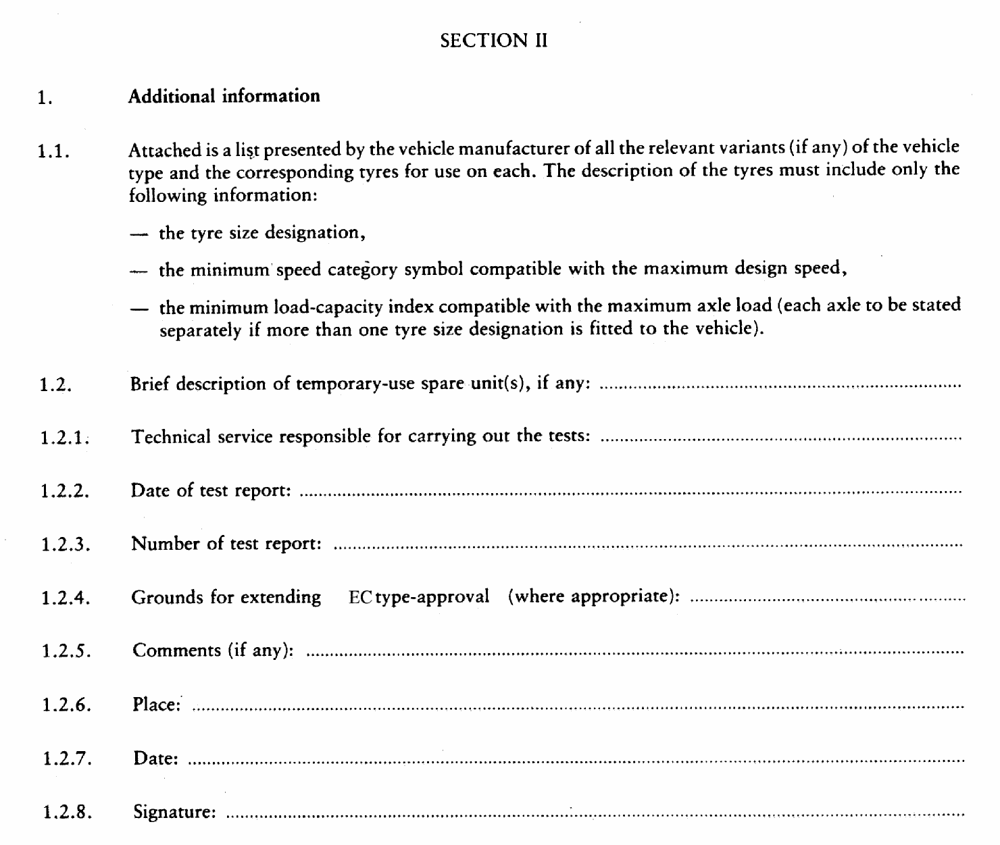 SECTION II
1. Additional information
1.1. Attached is a list presented by the vehicle manufacturer of all the relevant variants (if any) of the vehicle
type and the corresponding tyres for use on each. The description of the tyres must include only the
following information:
— the tyre size designation,
— the minimum speed category symbol compatible with the maximum design speed,
— the minimum load-capacity index compatible with the maximum axle load (each axle to be stated
separately if more than one tyre size designation is fitted to the vehicle).
1.2. Brief description of temporary-use spare unit(s), if any: ................................................
1.2.1. Technical service responsible for carrying out the tests: ................................................
1.2.2. Date of test report: ................................................
1.2.3. Number of test report: ................................................
1.2.4. Grounds for extending EC type-approval (where appropriate): ................................................
1.2.5. Comments (if any): ................................................
1.2.6. Place: ................................................
1.2.7. Date: ................................................
1.2.8. Signature: ................................................